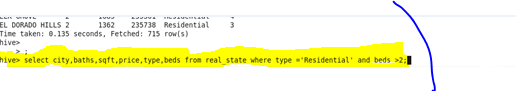 EL DORADO HILLS 2 1362 235738 Residential 3
Time taken: 0.135 seconds, Fetched: 715 row(s)
hive>
> ;
hive> select city,baths,sqft,price,type,beds from real_state where type ='Residential' and beds >2;